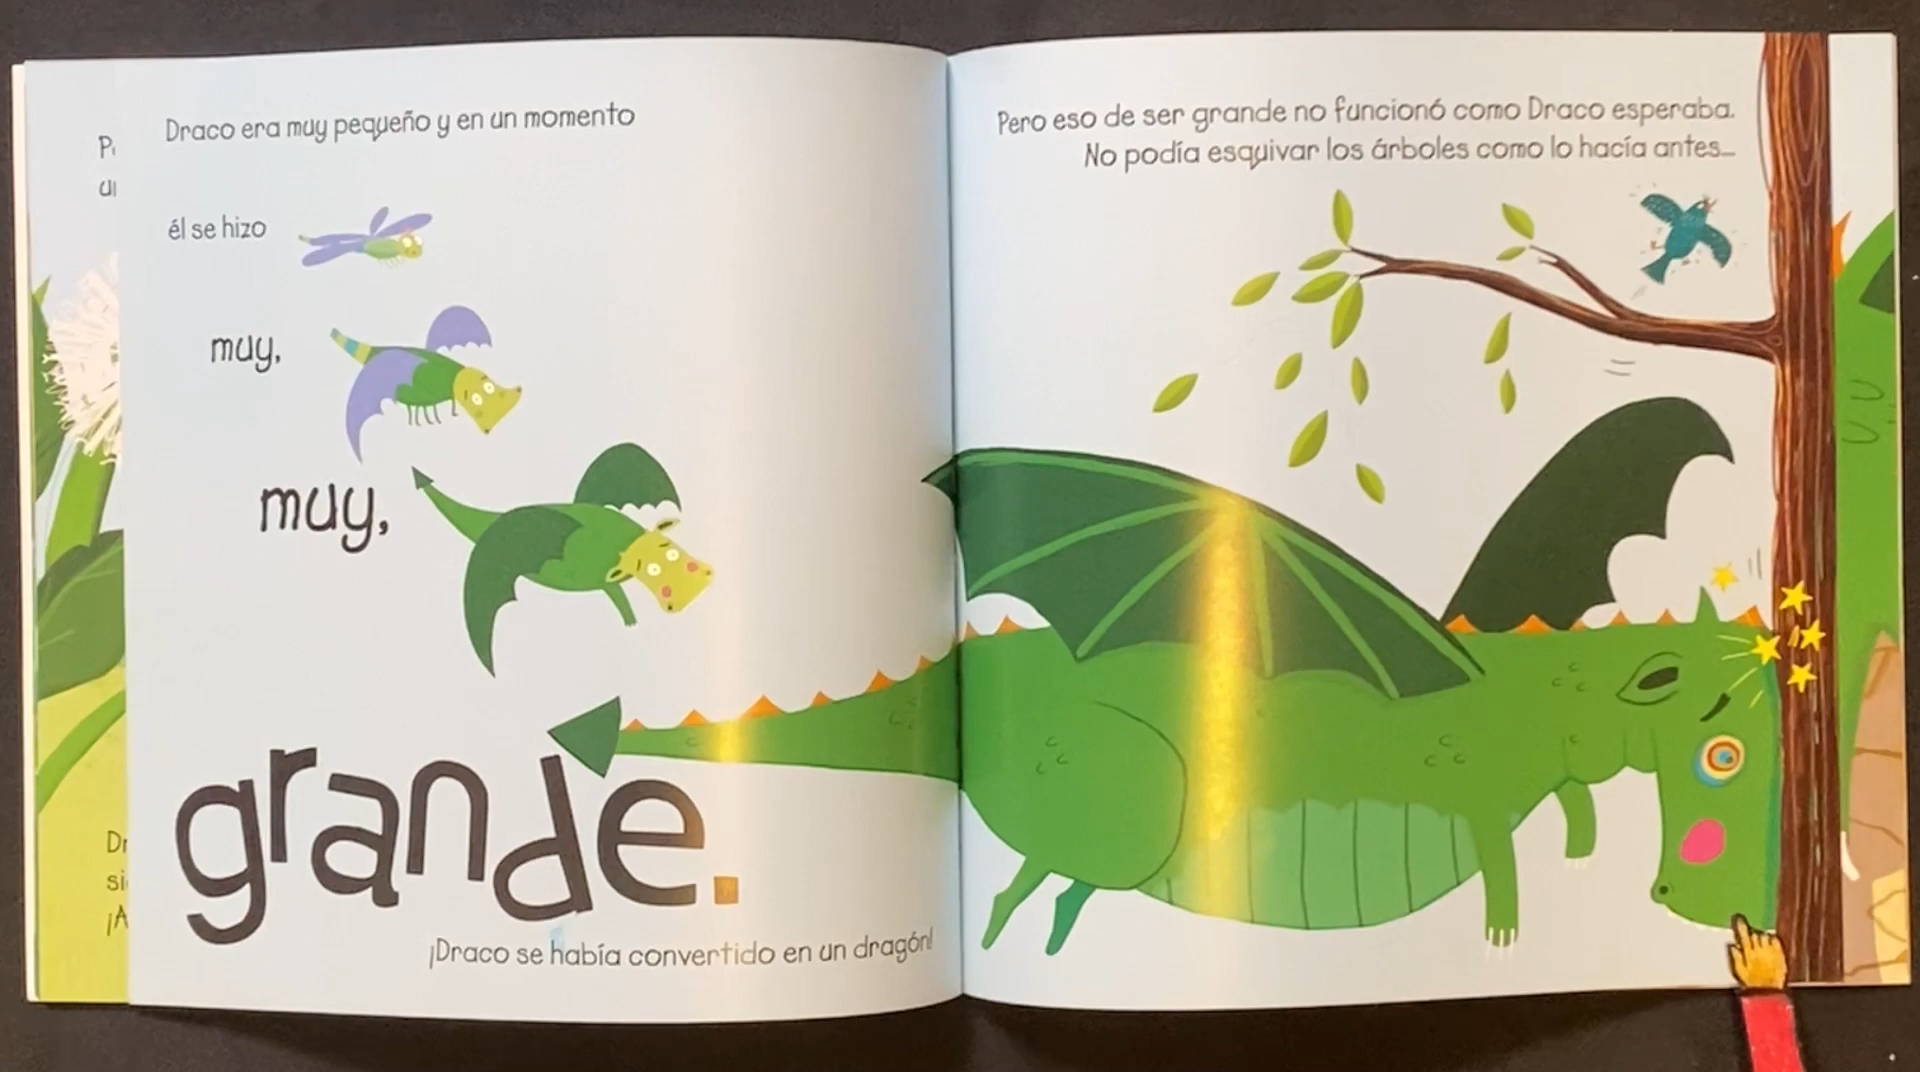 Draco era muy pequeño y en un momento
él se hizo
muy,
muy,
grande.
¡Draco se había convertido en un dragón!
Pero eso de ser grande no funcionó como Draco esperaba.
No podía esquivar los árboles como lo hacía antes...